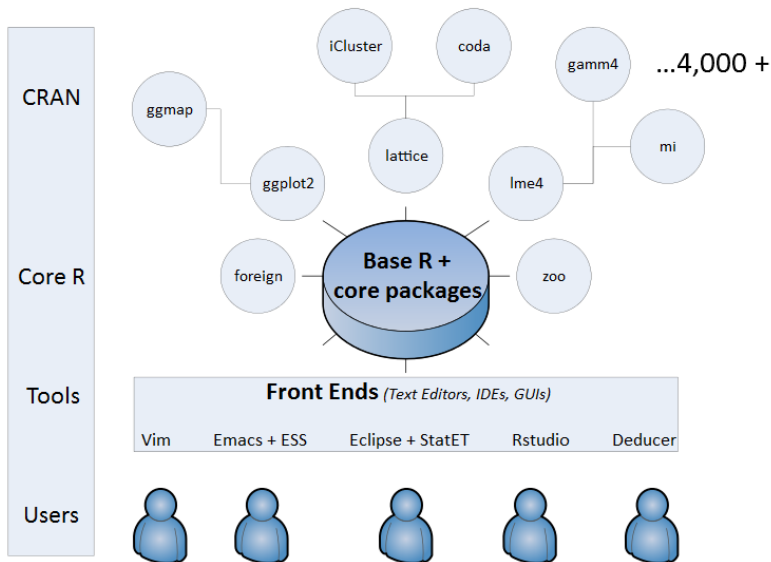 CRAN
iCluster
coda
gamm4
...4,000 +
ggmap
mi
lattice
ggplot2
lme4
Core R
foreign
Base R +
core packages
zoo
Tools
Front Ends (Text Editors, IDEs, GUIs)
Vim
Emacs + ESS
Eclipse + StatET
Rstudio
Deducer
Users